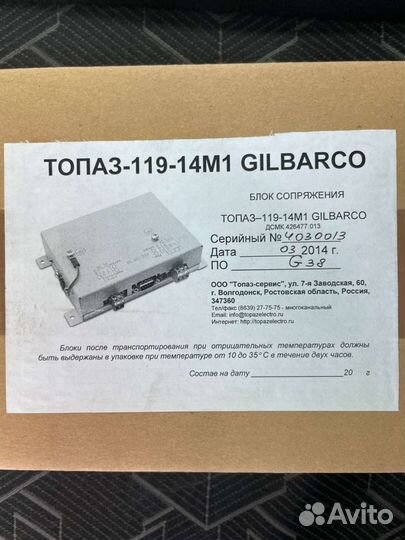 ТОПАЗ-119-14М1 GILBARCO
БЛОК СОПРЯЖЕНИЯ
ТОПАЗ–119-14М1 GILBARCO
ДСМК 426477.013
Серийный № 4030013
Дата 03 2014 г.
ПО G38
ООО "Топаз-сервис", ул. 7-я Заводская, 60,
г. Волгодонск, Ростовская область, Россия,
347360
Тел/факс (8639) 27-75-75 - многоканальный
Email: info@topazelectro.ru
Интернет: http://topazelectro.ru
Блоки после транспортирования при отрицательных температурах должны
быть выдержаны в упаковке при температуре от 10 до 35°С в течение двух часов.
Состав на дату 20 г
Avito